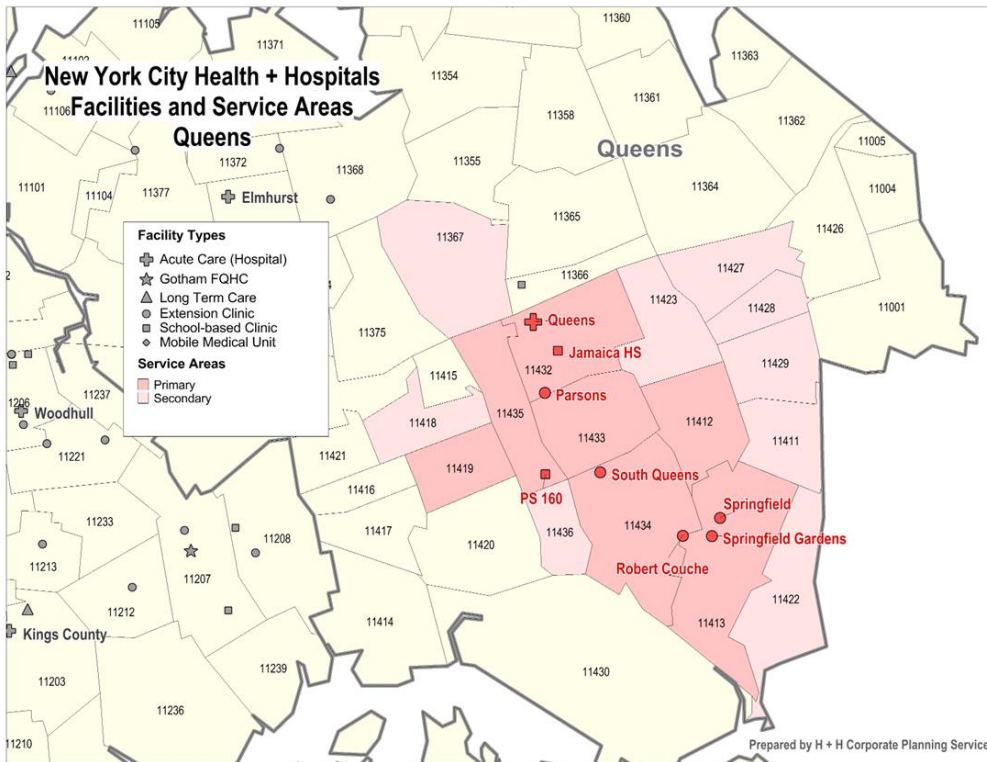 New York City Health + Hospitals
Facilities and Service Areas
Queens
Facility Types
Acute Care (Hospital)
Gotham FQHC
Long Term Care
Extension Clinic
School-based Clinic
Mobile Medical Unit
Service Areas
Primary
Secondary
11105
11371
11360
11363
11354
11361
11358
11362
11106
11005
11372
11368
11355
Queens
11101
11104
11377
11364
11004
Elmhurst
11365
11426
11367
11427
11366
11423
11428
11001
Queens
11375
Jamaica HS
11429
11432
11415
Parsons
11237
11435
1206
Woodhull
11418
11412
11433
11411
11221
11421
11419
South Queens
11416
PS 160
Springfield
11233
11434
11417
11436
Springfield Gardens
11208
11420
11213
11207
Robert Couche
11212
11422
11414
11413
Kings County
11239
11430
11203
11236
11210
Prepared by H + H Corporate Planning Service